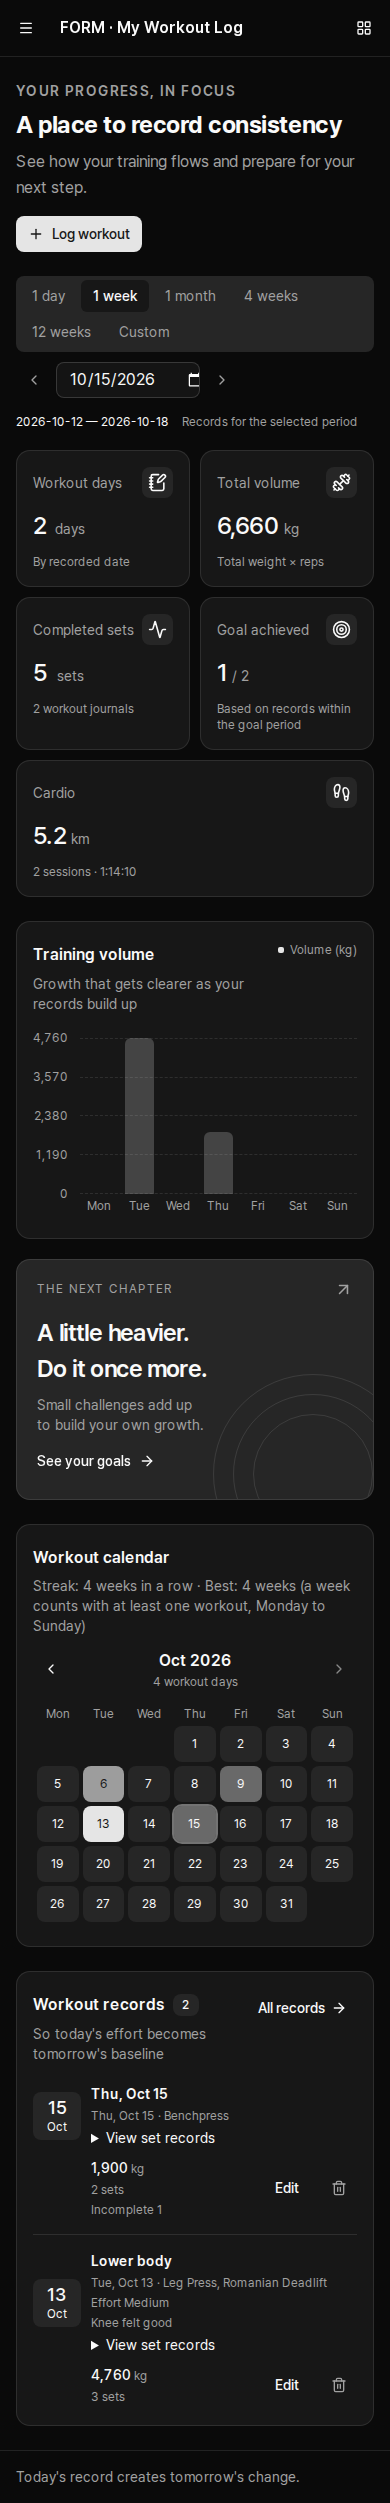 FORM · My Workout Log
YOUR PROGRESS, IN FOCUS
A place to record consistency
See how your training flows and prepare for your
next step.
Log workout
1 day 1 week 1 month 4 weeks
12 weeks Custom
10/15/2026
2026-10-12 — 2026-10-18 Records for the selected period
Workout days
2 days
By recorded date
Total volume
6,660 kg
Total weight × reps
Completed sets
5 sets
2 workout journals
Goal achieved
1 / 2
Based on records within
the goal period
Cardio
5.2 km
2 sessions · 1:14:10
Training volume
Volume (kg)
Growth that gets clearer as your
records build up
4,760
3,570
2,380
1,190
0
Mon Tue Wed Thu Fri Sat Sun
THE NEXT CHAPTER
A little heavier.
Do it once more.
Small challenges add up
to build your own growth.
See your goals
Workout calendar
Streak: 4 weeks in a row · Best: 4 weeks (a week
counts with at least one workout, Monday to
Sunday)
Oct 2026
4 workout days
Mon Tue Wed Thu Fri Sat Sun
1 2 3 4
5 6 7 8 9 10 11
12 13 14 15 16 17 18
19 20 21 22 23 24 25
26 27 28 29 30 31
Workout records 2
All records
So today's effort becomes
tomorrow's baseline
15
Oct
Thu, Oct 15
Thu, Oct 15 · Benchpress
View set records
1,900 kg
2 sets
Incomplete 1
Edit
13
Oct
Lower body
Tue, Oct 13 · Leg Press, Romanian Deadlift
Effort Medium
Knee felt good
View set records
4,760 kg
3 sets
Edit
Today's record creates tomorrow's change.